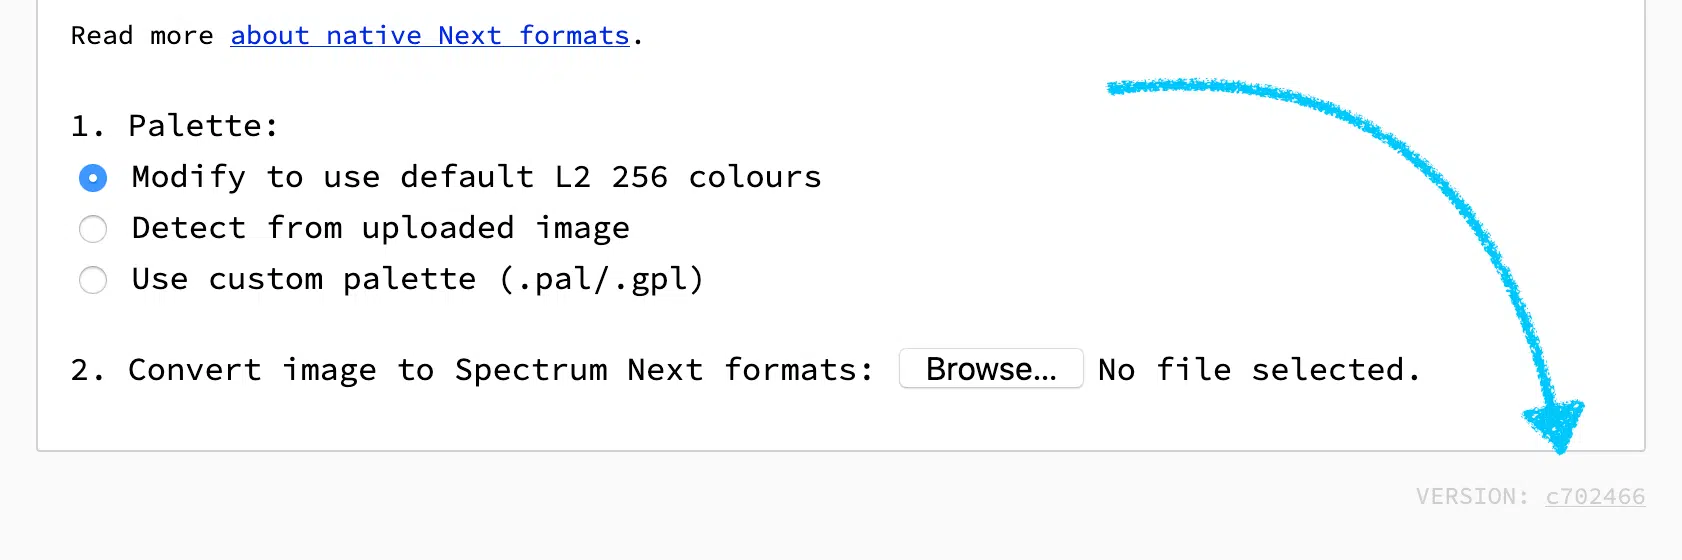 Read more about native Next formats.
1. Palette:
Modify to use default L2 256 colours
Detect from uploaded image
Use custom palette (.pal/.gpl)
2. Convert image to Spectrum Next formats: Browse... No file selected.
VERSION: c702466